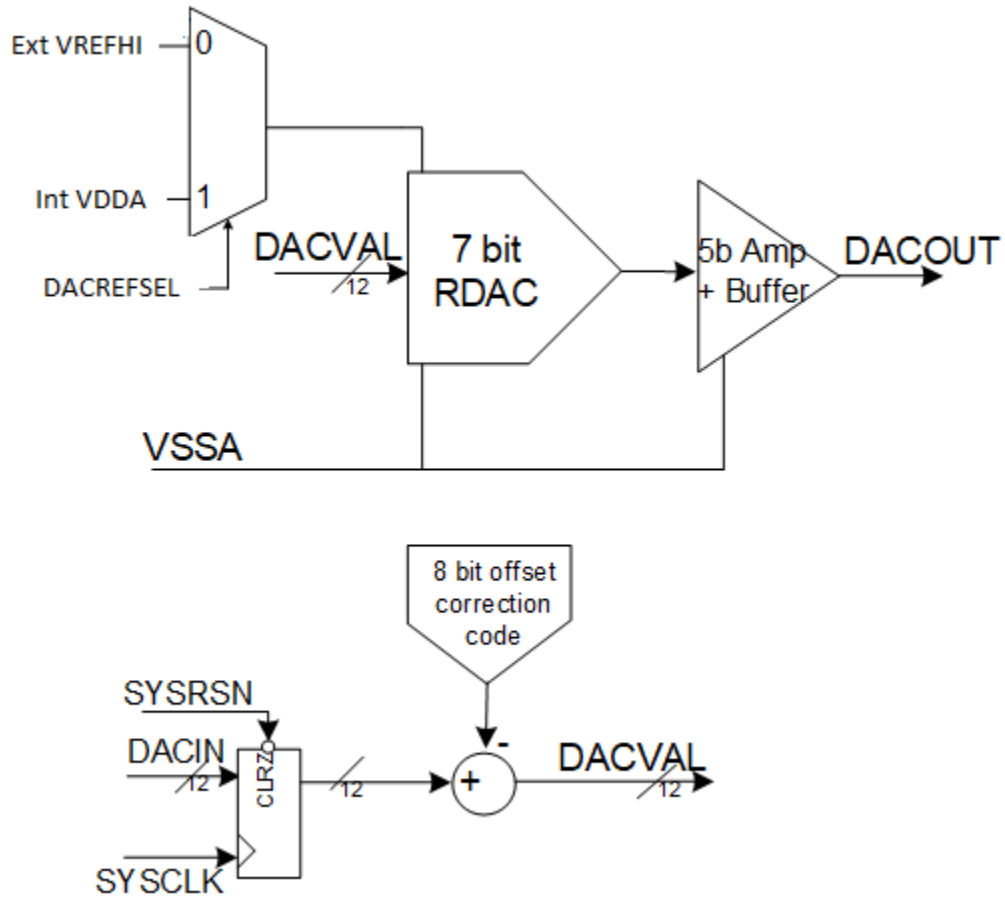 Ext VREFHI
0
Int VDDA
1
DACREFSEL
DACVAL
12
7 bit
RDAC
5b Amp
+ Buffer
DACOUT
VSSA
8 bit offset
correction
code
SYSRSN
DACIN
12
CLRZ
SYSCLK
12
+
-
DACVAL
12